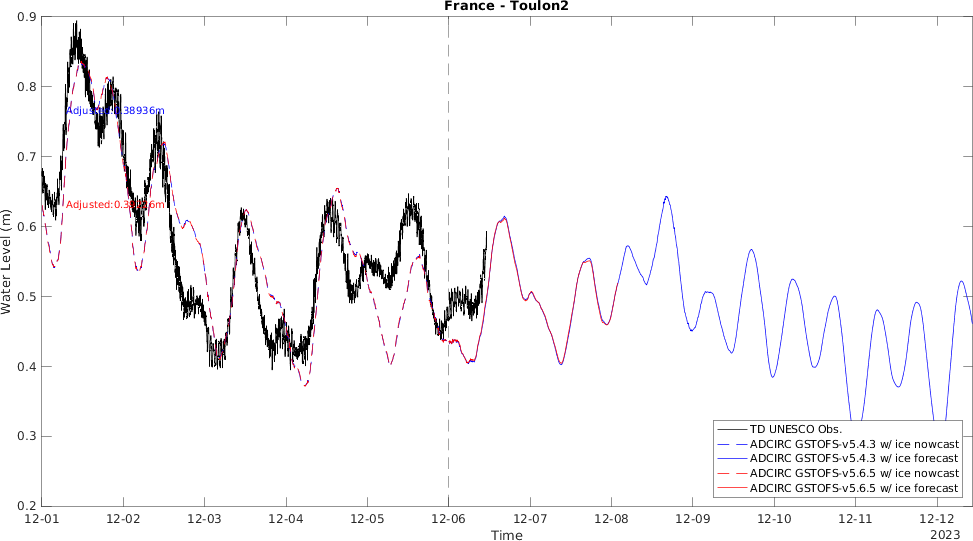 France - Toulon2
Water Level (m)
0.9
0.8
0.7
0.6
0.5
0.4
0.3
0.2
Adjusted:0.38936m
TD UNESCO Obs.
ADCIRC GSTOFS-v5.4.3 w/ ice nowcast
ADCIRC GSTOFS-v5.4.3 w/ ice forecast
ADCIRC GSTOFS-v5.6.5 w/ ice nowcast
ADCIRC GSTOFS-v5.6.5 w/ ice forecast
12-01 12-02 12-03 12-04 12-05 12-06 12-07 12-08 12-09 12-10 12-11 12-12
Time
2023